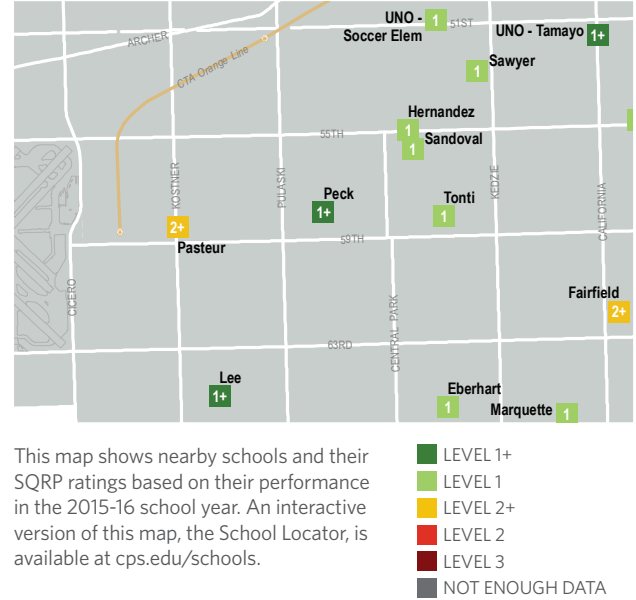 UNO -
Soccer Elem
1
51ST
UNO - Tamayo
1+
ARCHER
CTA Orange Line
Sawyer
1
Hernandez
1
Sandoval
1
55TH
KOSTNER
PULASKI
KEDZIE
CALIFORNIA
Peck
1+
Tonti
1
2+
Pasteur
59TH
Fairfield
2+
CICERO
CENTRAL PARK
63RD
Lee
1+
Eberhart
1
Marquette
1
This map shows nearby schools and their
SQRP ratings based on their performance
in the 2015-16 school year. An interactive
version of this map, the School Locator, is
available at cps.edu/schools.
LEVEL 1+
LEVEL 1
LEVEL 2+
LEVEL 2
LEVEL 3
NOT ENOUGH DATA